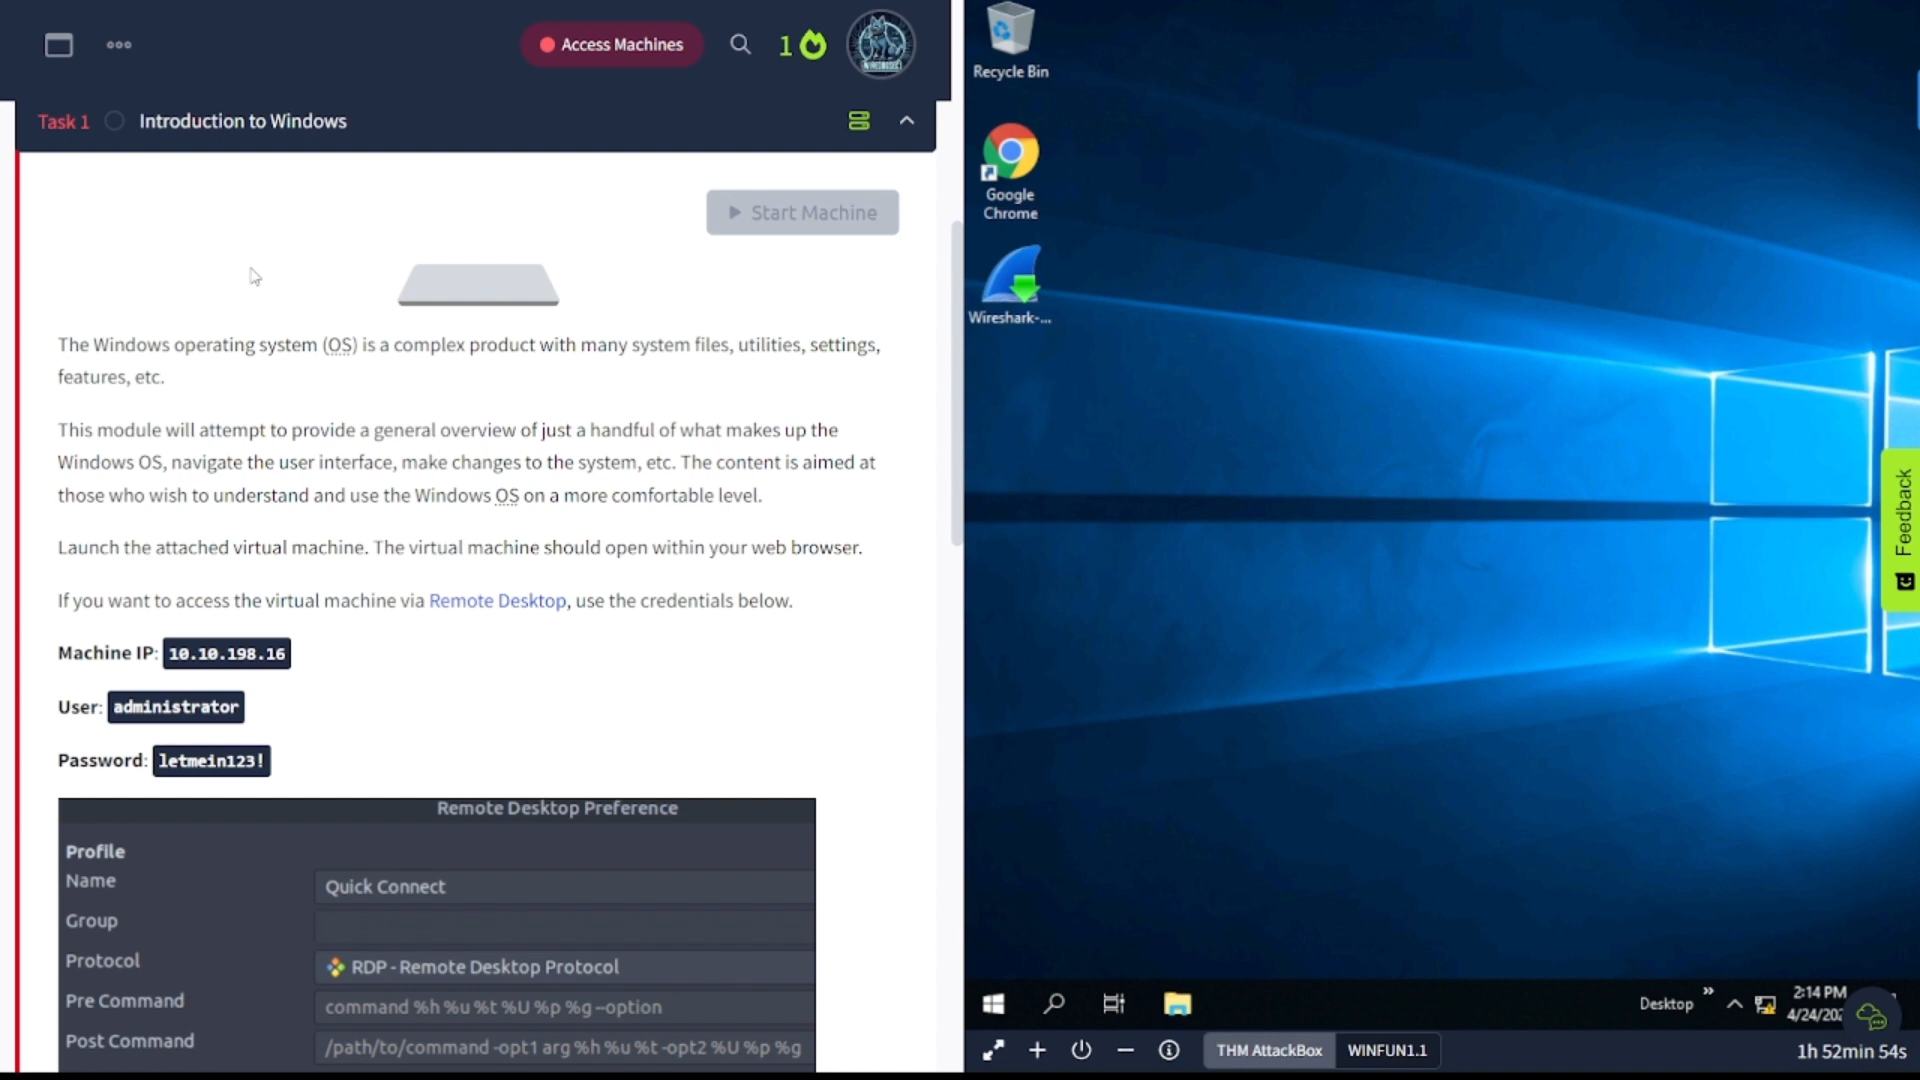 Access Machines
1
Task 1
Introduction to Windows
Start Machine
The Windows operating system (OS) is a complex product with many system files, utilities, settings,
features, etc.
This module will attempt to provide a general overview of just a handful of what makes up the
Windows OS, navigate the user interface, make changes to the system, etc. The content is aimed at
those who wish to understand and use the Windows OS on a more comfortable level.
Launch the attached virtual machine. The virtual machine should open within your web browser.
If you want to access the virtual machine via Remote Desktop, use the credentials below.
Machine IP: 10.10.198.16
User: administrator
Password: letmein123!
Remote Desktop Preference
Profile
Name
Quick Connect
Group
Protocol
RDP - Remote Desktop Protocol
Pre Command
command %h %u %t %U %p %g --option
Post Command
/path/to/command -opt1 arg %h %u %t -opt2 %U %p %g
Recycle Bin
Google
Chrome
Wireshark-...
Feedback
Desktop
2:14 PM
4/24/202
THM AttackBox
WINFUN1.1
1h 52min 54s